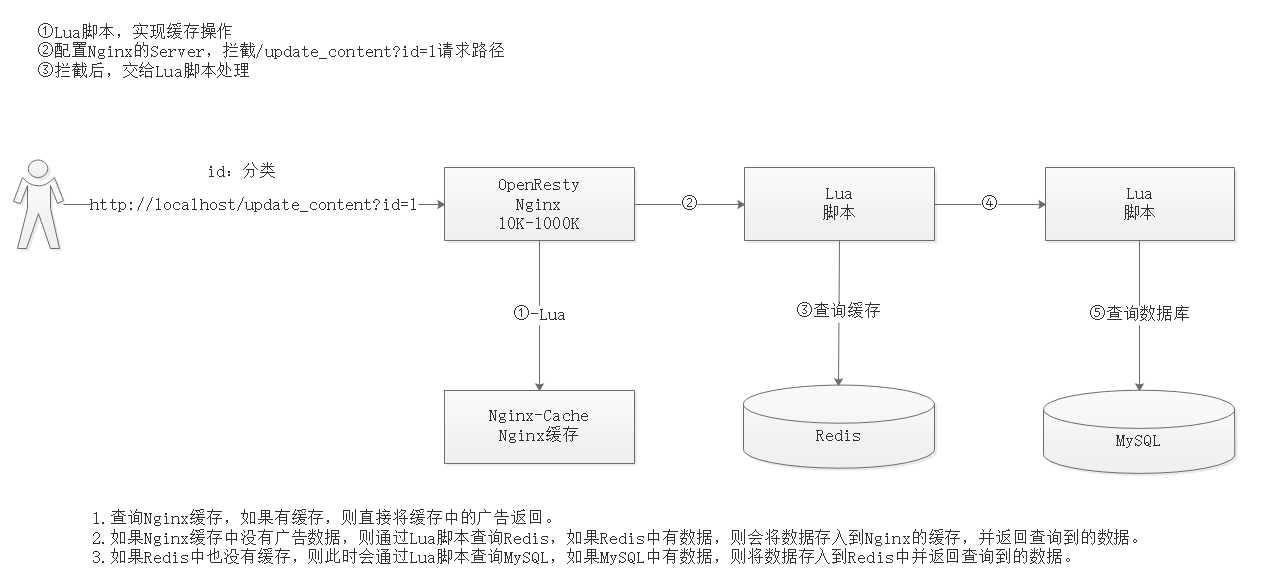 ①Lua脚本，实现缓存操作
②配置Nginx的Server，拦截/update_content?id=1请求路径
③拦截后，交给Lua脚本处理
id：分类
http://localhost/update_content?id=1
OpenResty
Nginx
10K-1000K
②
Lua
脚本
④
Lua
脚本
①-Lua
③查询缓存
⑤查询数据库
Nginx-Cache
Nginx缓存
Redis
MySQL
1.查询Nginx缓存，如果有缓存，则直接将缓存中的广告返回。
2.如果Nginx缓存中没有广告数据，则通过Lua脚本查询Redis，如果Redis中有数据，则会将数据存入到Nginx的缓存，并返回查询到的数据。
3.如果Redis中也没有缓存，则此时会通过Lua脚本查询MySQL，如果MySQL中有数据，则将数据存入到Redis中并返回查询到的数据。